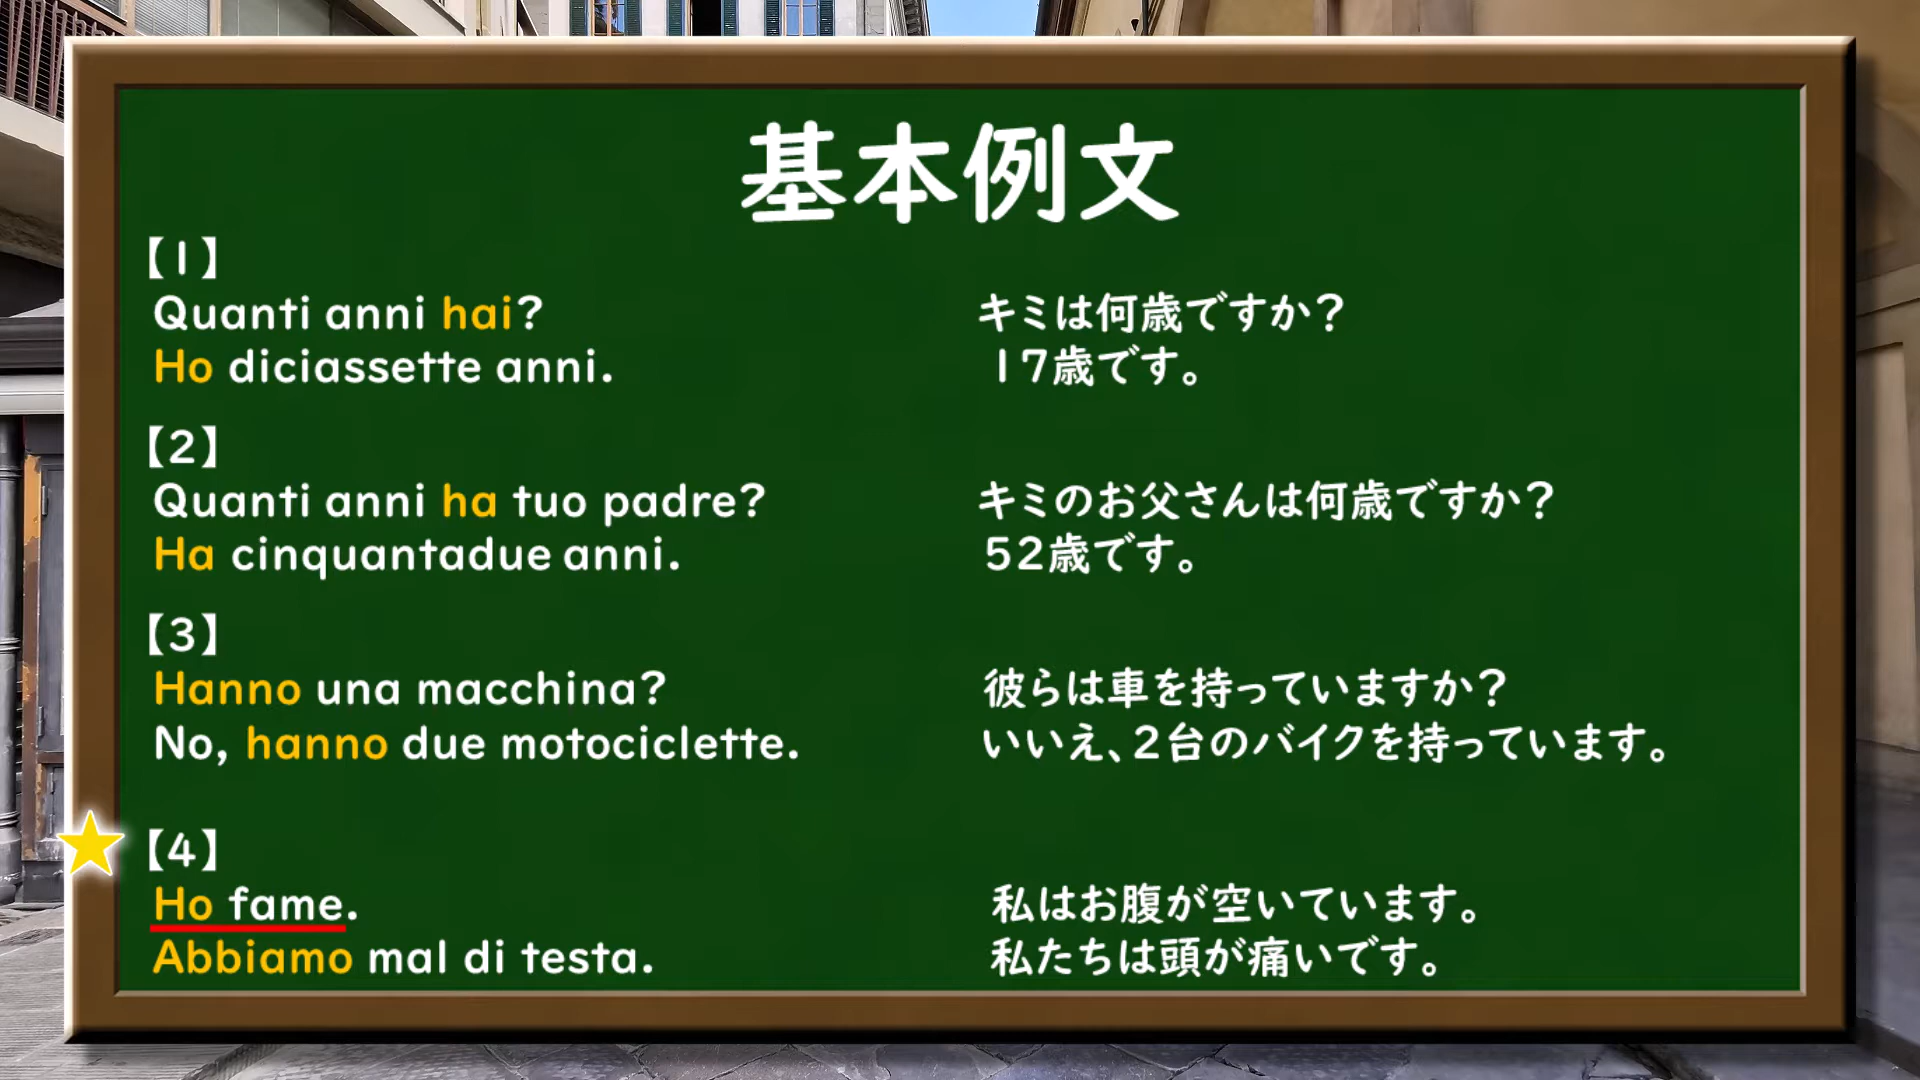 基本例文
【1】
Quanti anni hai?
キミは何歳ですか?
Ho diciassette anni.
17歳です。
【2】
Quanti anni ha tuo padre?
キミのお父さんは何歳ですか?
Ha cinquantadue anni.
52歳です。
【3】
Hanno una macchina?
彼らは車を持っていますか?
No, hanno due motociclette.
いいえ、2台のバイクを持っています。
【4】
Ho fame.
私はお腹が空いています。
Abbiamo mal di testa.
私たちは頭が痛いです。